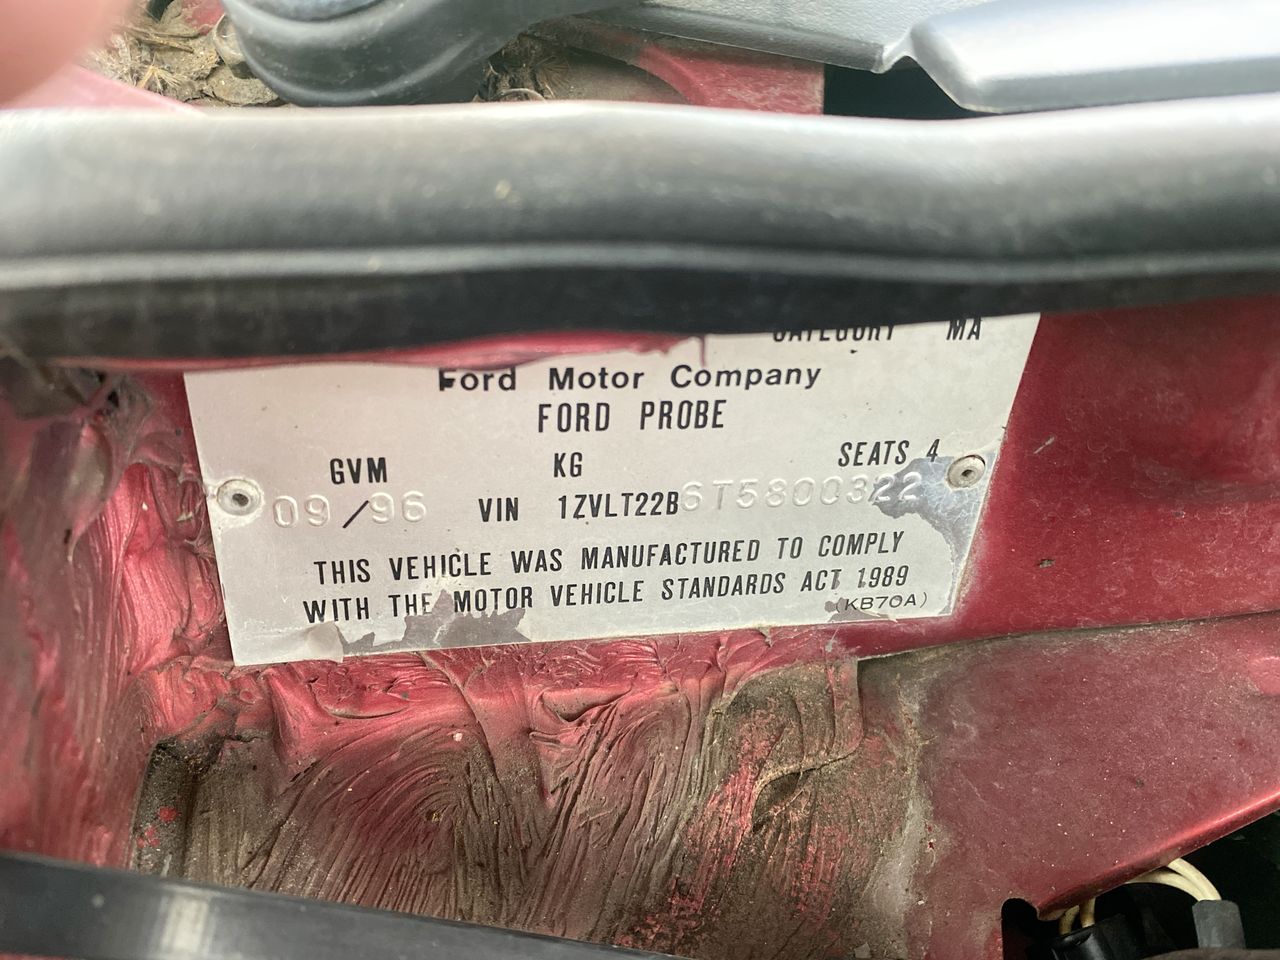 CATEGORY MA
Ford Motor Company
FORD PROBE
GVM KG SEATS 4
09/96 VIN 1ZVLT22B6T5800322
THIS VEHICLE WAS MANUFACTURED TO COMPLY
WITH THE MOTOR VEHICLE STANDARDS ACT 1989
(KB70A)